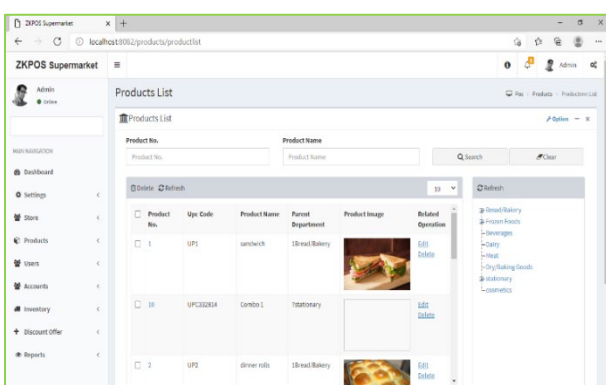 ZKPOS Supermarket
localhost:8082/products/productlist
ZKPOS Supermarket
Admin
Admin
Online
Products List
Pos Products
Products List
Option
MAIN NAVIGATION
Product No.
Product Name
Product No.
Product Name
Search
Clear
Dashboard
Settings
Store
Products
Users
Accounts
Inventory
Discount Offer
Reports
Delete Refresh
10
Refresh
Product No.
Upc Code
Product Name
Parent Department
Product Image
Related Operation
1
UP1
sandwich
1Bread/Bakery
Edit
Delete
UPC332814
Combo 1
7stationary
Edit
Delete
2
UP2
dinner rolls
1Bread/Bakery
Edit
Delete
Bread/Bakery
Frozen Foods
Beverages
Dairy
Meat
Dry/Baking Goods
stationary
cosmetics